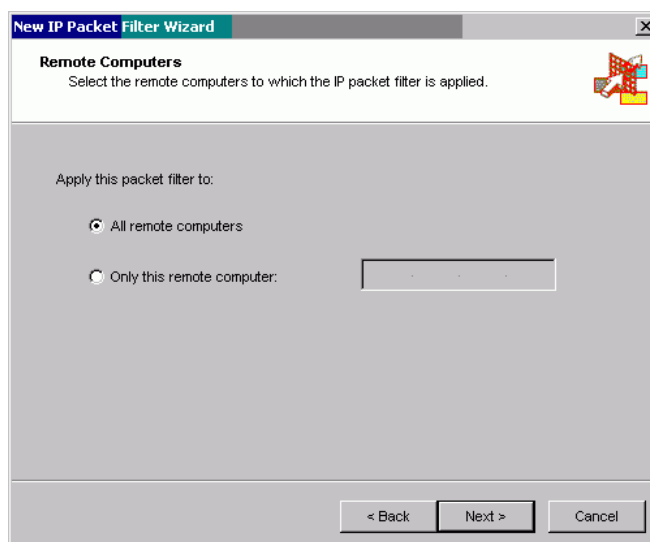 New IP Packet Filter Wizard
Remote Computers
Select the remote computers to which the IP packet filter is applied.
Apply this packet filter to:
All remote computers
Only this remote computer:
< Back
Next >
Cancel